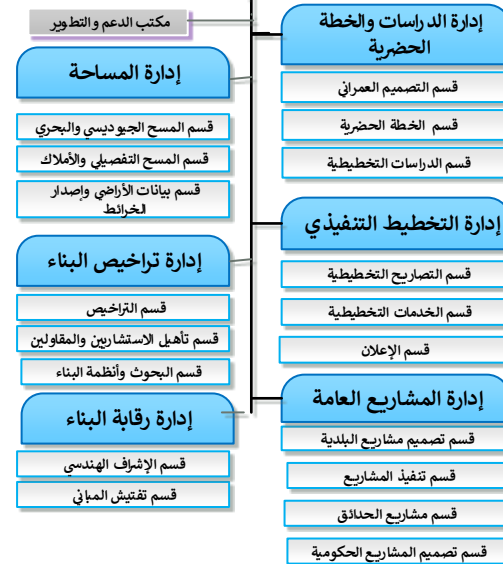 إدارة الدراسات والخطة
الحضرية
قسم التصميم العمراني
قسم الخطة الحضرية
قسم الدراسات التخطيطية
إدارة التخطيط التنفيذي
قسم التصاريح التخطيطية
قسم الخدمات التخطيطية
قسم الإعلان
إدارة المشاريع العامة
قسم تصميم مشاريع البلدية
قسم تنفيذ المشاريع
قسم مشاريع الحدائق
قسم تصميم المشاريع الحكومية
مكتب الدعم والتطوير
إدارة المساحة
قسم المسح الجيوديسي والبحري
قسم المسح التفصيلي والأملاك
قسم بيانات الأراضي وإصدار
الخرائط
إدارة تراخيص البناء
قسم التراخيص
قسم تأهيل الاستشاريين والمقاولين
قسم البحوث وأنظمة البناء
إدارة رقابة البناء
قسم الإشراف الهندسي
قسم تفتيش المباني